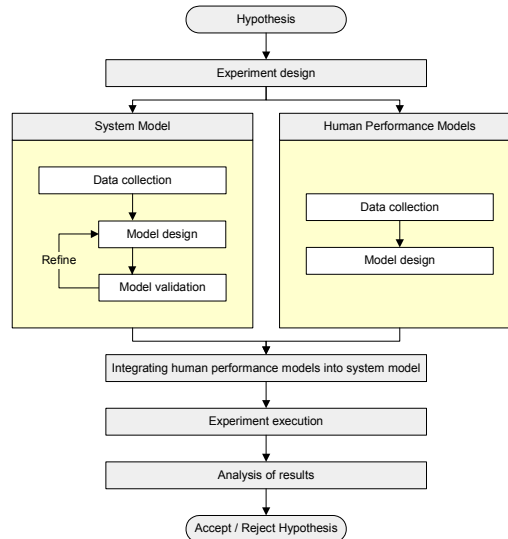 Hypothesis
Experiment design
System Model
Data collection
Model design
Refine
Model validation
Human Performance Models
Data collection
Model design
Integrating human performance models into system model
Experiment execution
Analysis of results
Accept / Reject Hypothesis